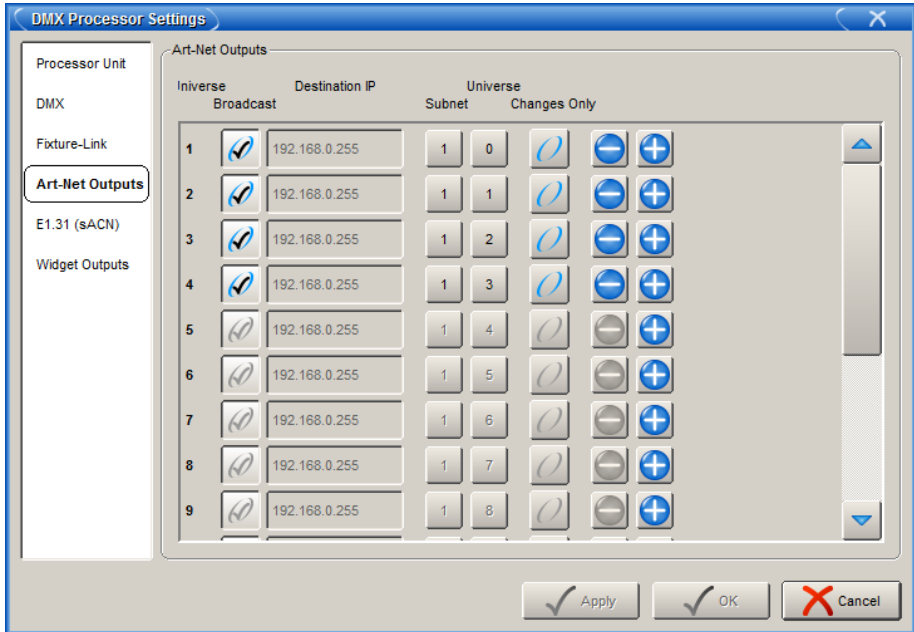 DMX Processor Settings
Processor Unit
DMX
Fixture-Link
Art-Net Outputs
E1.31 (sACN)
Widget Outputs
Art-Net Outputs
Universe Destination IP Universe
Broadcast Subnet Changes Only
1 192.168.0.255 1 0
2 192.168.0.255 1 1
3 192.168.0.255 1 2
4 192.168.0.255 1 3
5 192.168.0.255 1 4
6 192.168.0.255 1 5
7 192.168.0.255 1 6
8 192.168.0.255 1 7
9 192.168.0.255 1 8
Apply OK Cancel